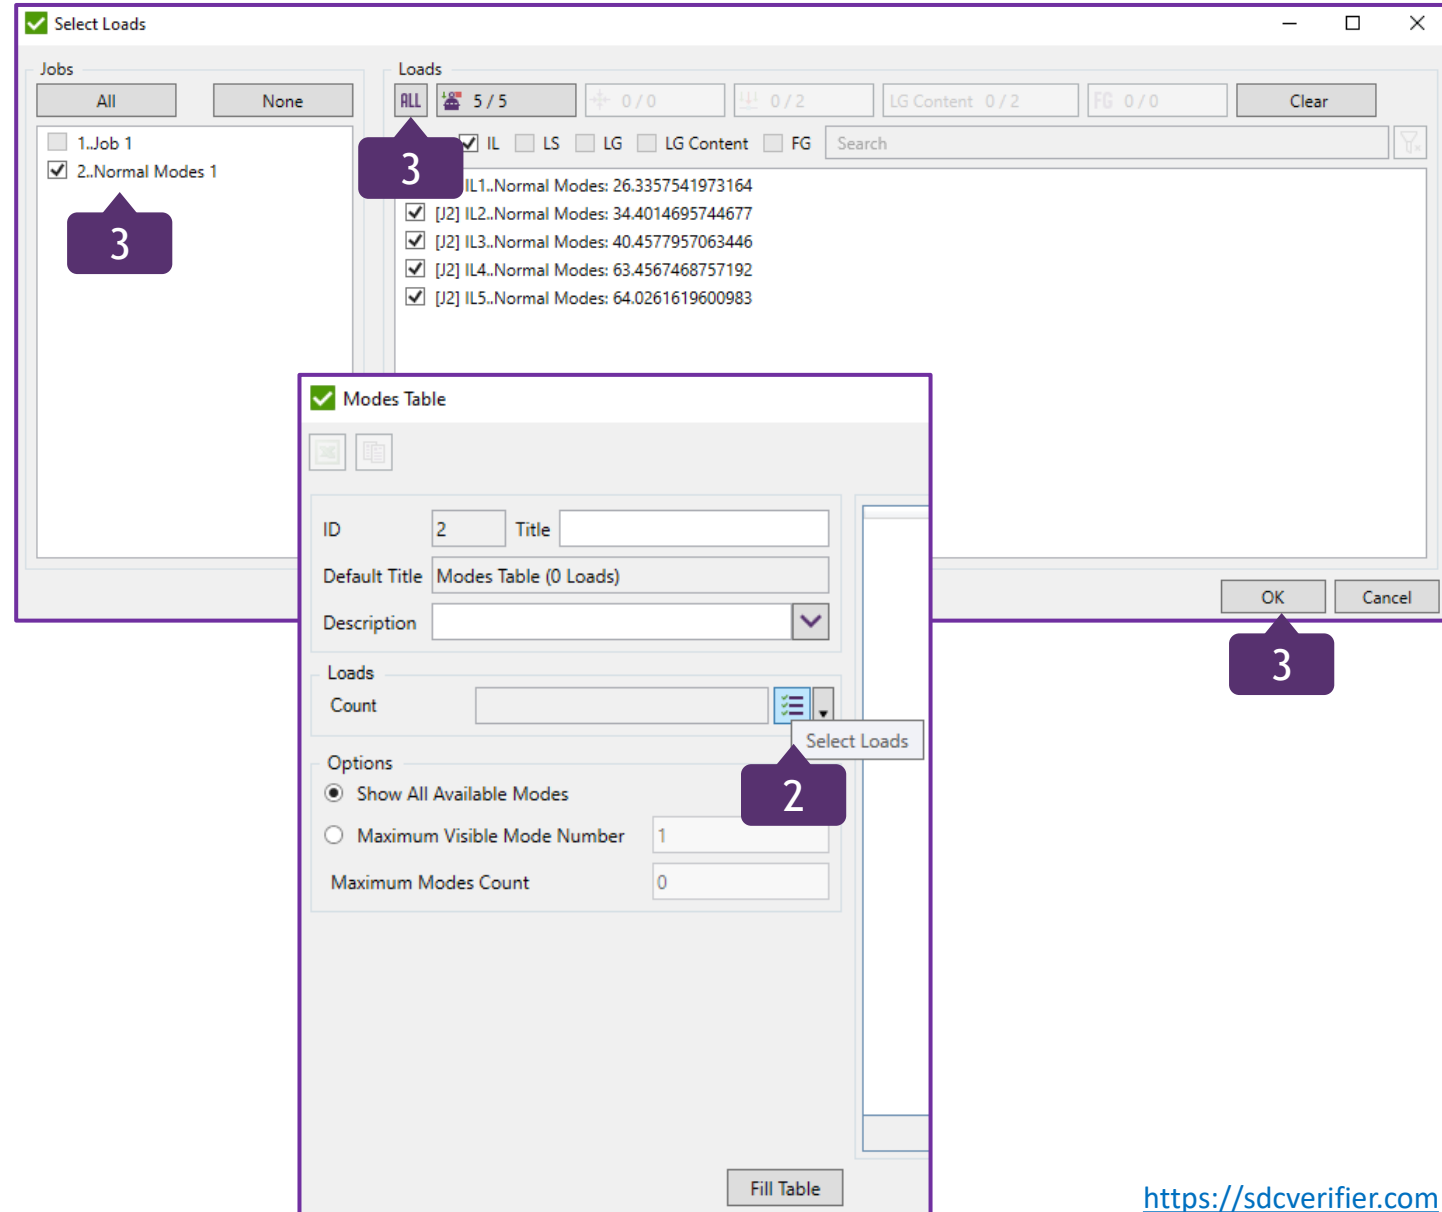 Select Loads
Jobs
Loads
All
None
ALL
5 / 5
0 / 0
0 / 2
LG Content 0 / 2
FG 0 / 0
Clear
1..Job 1
2..Normal Modes 1
3
3
IL
LS
LG
LG Content
FG
Search
IL1..Normal Modes: 26.3357541973164
[J2] IL2..Normal Modes: 34.4014695744677
[J2] IL3..Normal Modes: 40.4577957063446
[J2] IL4..Normal Modes: 63.4567468757192
[J2] IL5..Normal Modes: 64.0261619600983
OK
Cancel
3
Modes Table
ID
2
Title
Default Title
Modes Table (0 Loads)
Description
Loads
Count
Select Loads
2
Options
Show All Available Modes
Maximum Visible Mode Number
1
Maximum Modes Count
0
Fill Table
https://sdcverifier.com